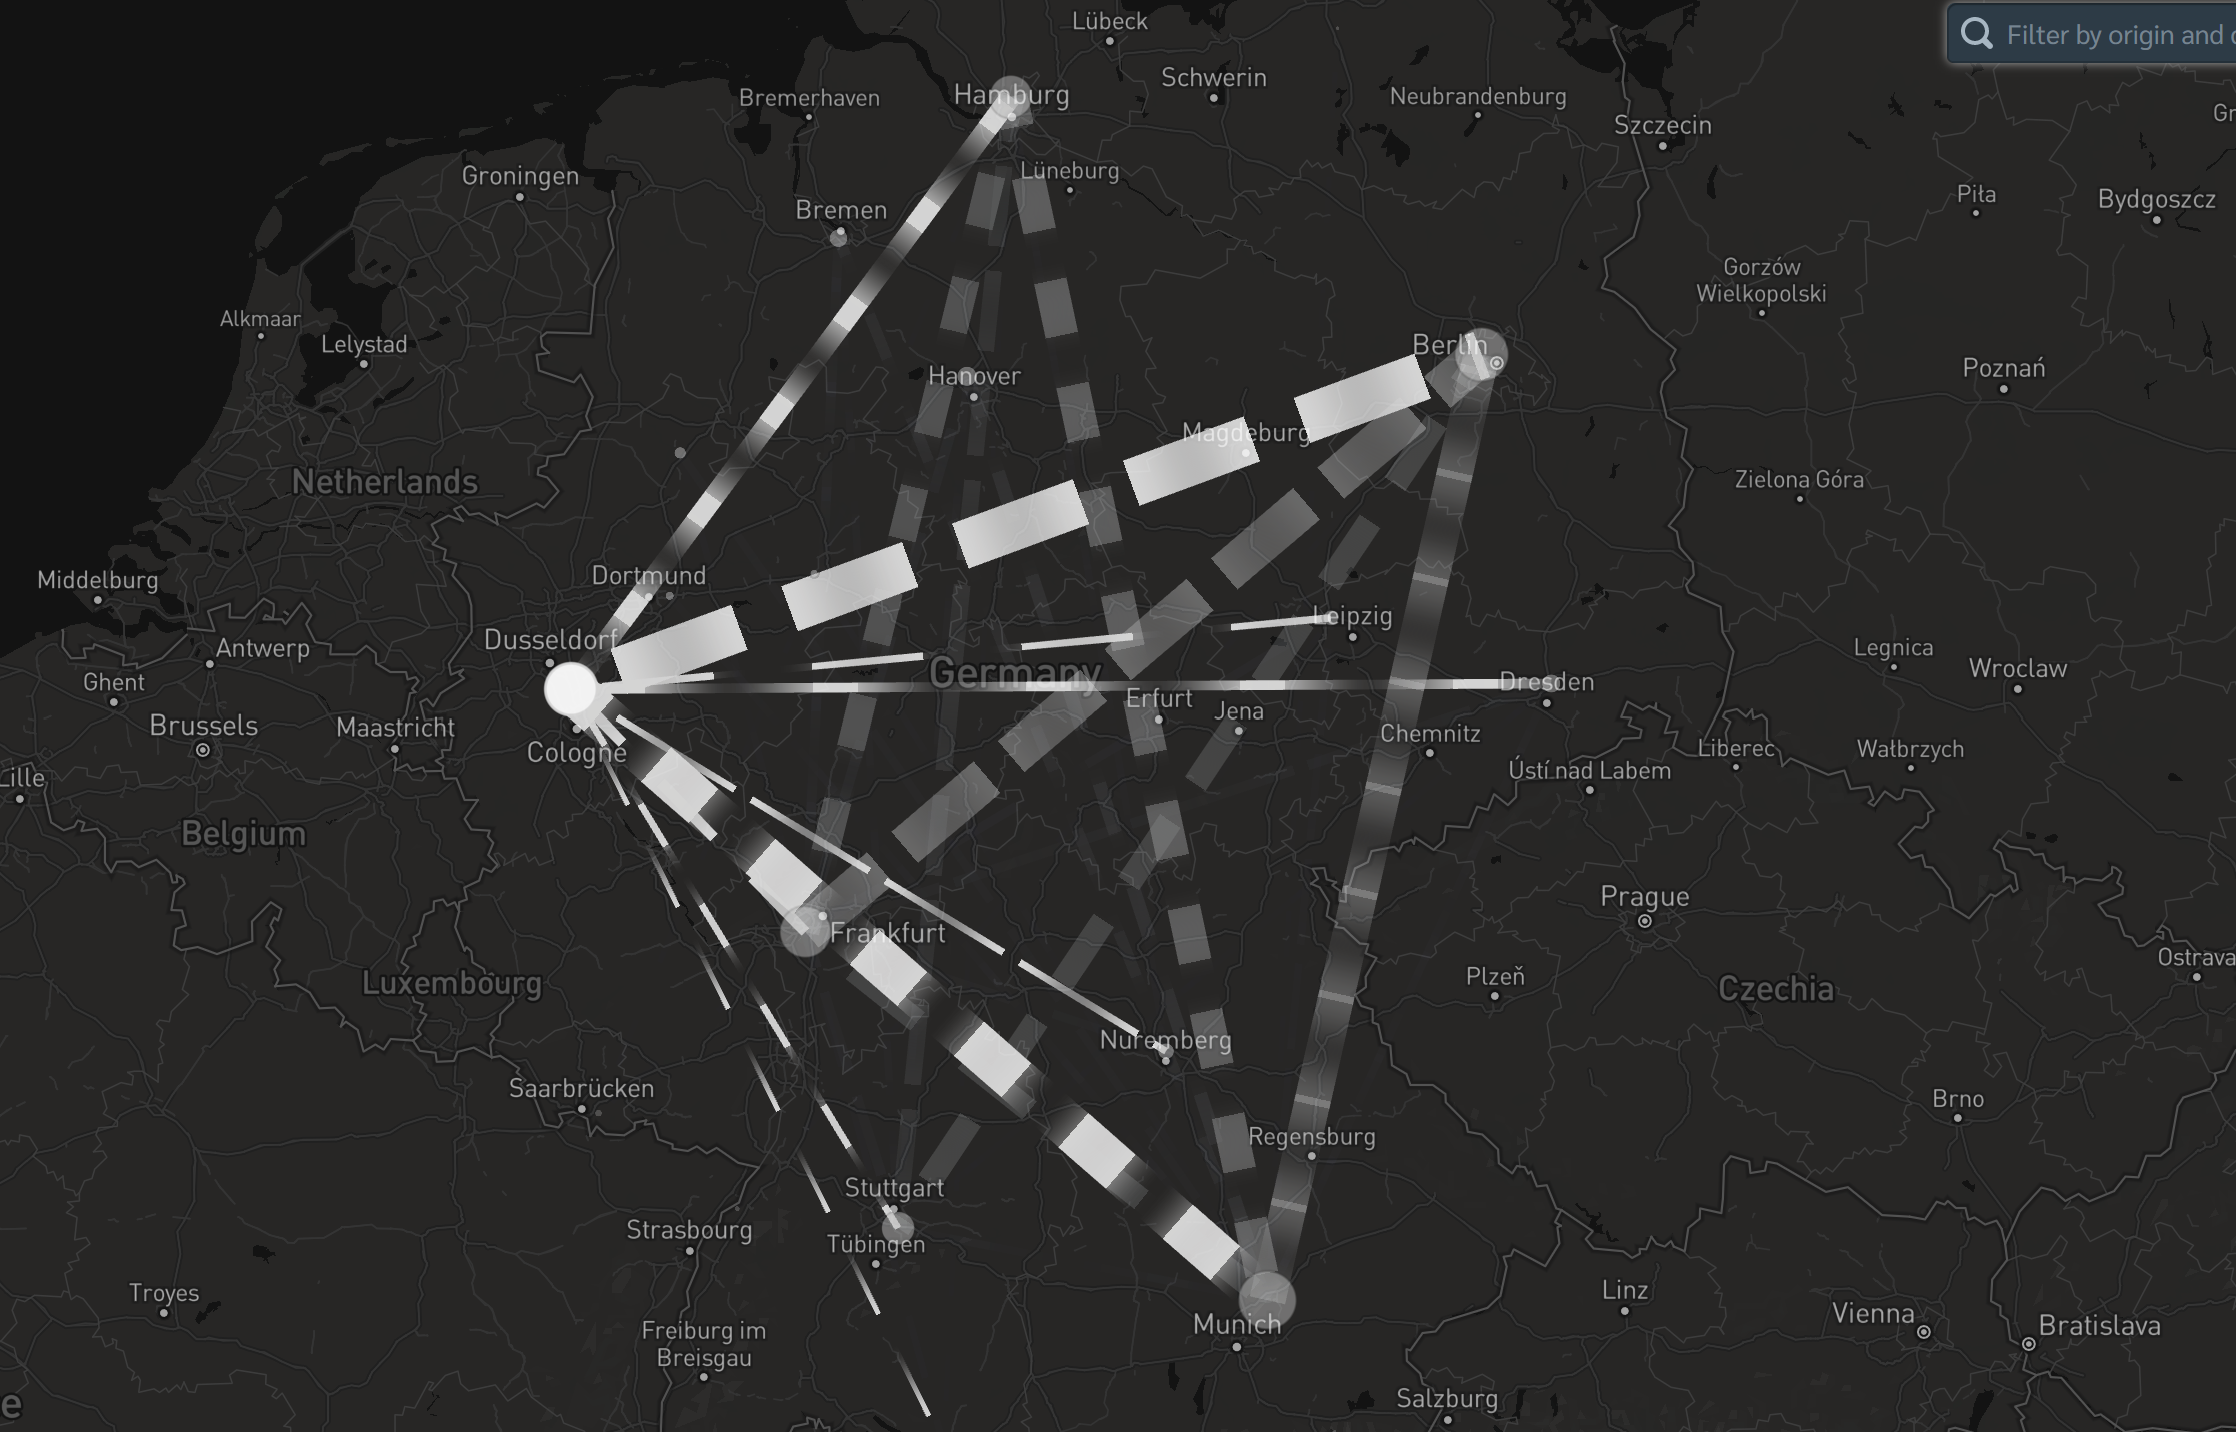 Lübeck
Filter by origin and
Schwerin
Hamburg
Bremerhaven
Neubrandenburg
Szczecin
Lüneburg
Groningen
Piła
Bydgoszcz
Bremen
Gorzów
Wielkopolski
Alkmaar
Lelystad
Berlin
Hanover
Poznań
Magdeburg
Netherlands
Zielona Góra
Middelburg
Dortmund
Leipzig
Dusseldorf
Antwerp
Legnica
Wroclaw
Germany
Ghent
Dresden
Erfurt
Jena
Brussels
Maastricht
Chemnitz
Liberec
Wałbrzych
Cologne
Ústí nad Labem
Lille
Belgium
Prague
Frankfurt
Ostrava
Plzeň
Luxembourg
Czechia
Nuremberg
Saarbrücken
Brno
Regensburg
Stuttgart
Strasbourg
Tübingen
Troyes
Linz
Vienna
Munich
Bratislava
Freiburg im
Breisgau
Salzburg